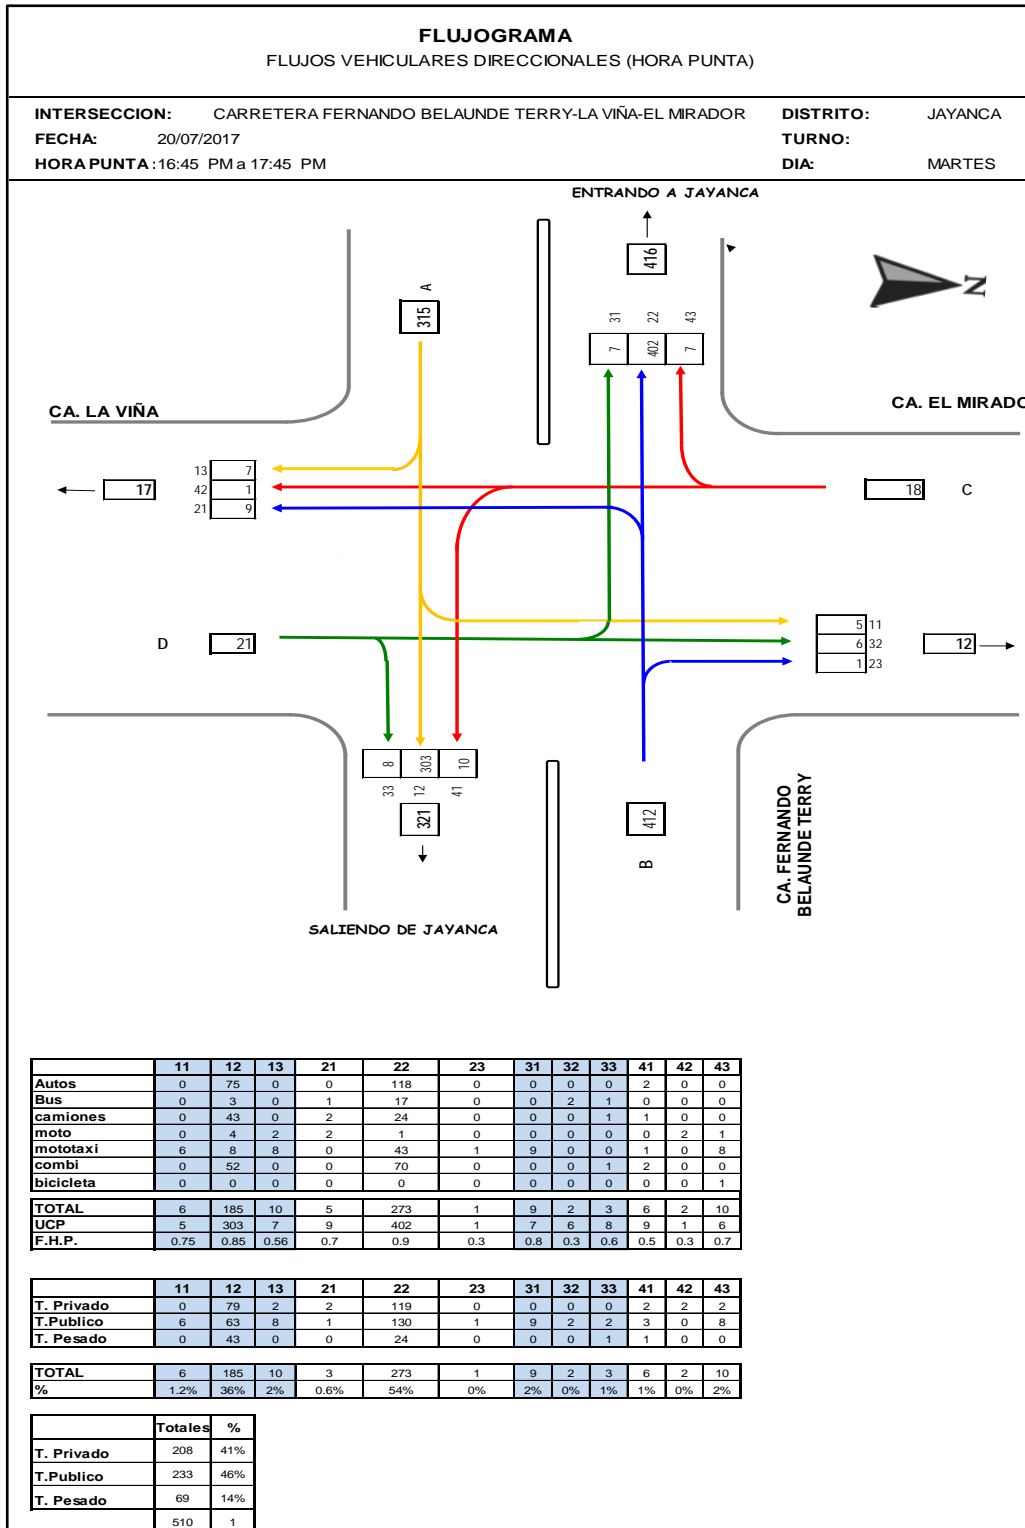 FLUJOGRAMA
FLUJOS VEHICULARES DIRECCIONALES (HORA PUNTA)
INTERSECCION: CARRETERA FERNANDO BELAUNDE TERRY-LA VIÑA-EL MIRADOR DISTRITO: JAYANCA
FECHA: 20/07/2017 TURNO:
HORA PUNTA :16:45 PM a 17:45 PM DIA: MARTES
ENTRANDO A JAYANCA
416
A
315
31 22 43
7 402 7
N
CA. LA VIÑA
CA. EL MIRADO
13 7
42 1
21 9
17
18 C
D 21
5 11
6 32
1 23
12
8 303 10
33 12 41
321
412
B
CA. FERNANDO
BELAUNDE TERRY
SALIENDO DE JAYANCA
11 12 13 21 22 23 31 32 33 41 42 43
Autos 0 75 0 0 118 0 0 0 0 2 0 0
Bus 0 3 0 1 17 0 0 2 1 0 0 0
camiones 0 43 0 2 24 0 0 0 1 1 0 0
moto 0 4 2 2 1 0 0 0 0 0 2 1
mototaxi 6 8 8 0 43 1 9 0 0 1 0 8
combi 0 52 0 0 70 0 0 0 1 2 0 0
bicicleta 0 0 0 0 0 0 0 0 0 0 0 1
TOTAL 6 185 10 5 273 1 9 2 3 6 2 10
UCP 5 303 7 9 402 1 7 6 8 9 1 6
F.H.P. 0.75 0.85 0.56 0.7 0.9 0.3 0.8 0.3 0.6 0.5 0.3 0.7
11 12 13 21 22 23 31 32 33 41 42 43
T. Privado 0 79 2 2 119 0 0 0 0 2 2 2
T.Publico 6 63 8 1 130 1 9 2 2 3 0 8
T. Pesado 0 43 0 0 24 0 0 0 1 1 0 0
TOTAL 6 185 10 3 273 1 9 2 3 6 2 10
% 1.2% 36% 2% 0.6% 54% 0% 2% 0% 1% 1% 0% 2%
Totales %
T. Privado 208 41%
T.Publico 233 46%
T. Pesado 69 14%
510 1